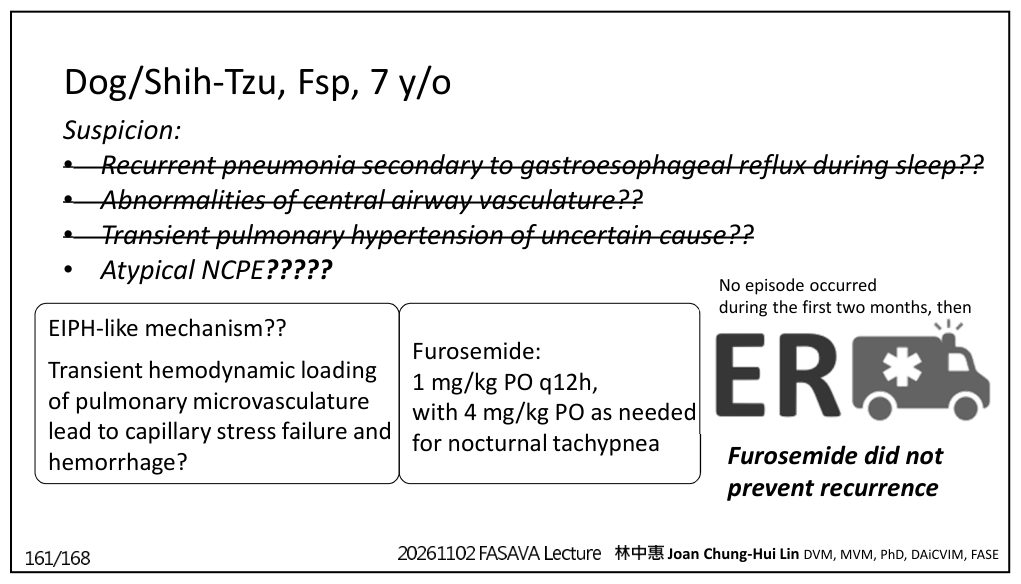 Dog/Shih-Tzu, Fsp, 7 y/o
Suspicion:
• Recurrent pneumonia secondary to gastroesophageal reflux during sleep??
• Abnormalities of central airway vasculature??
• Transient pulmonary hypertension of uncertain cause??
• Atypical NCPE?????
EIPH-like mechanism??
Transient hemodynamic loading
of pulmonary microvasculature
lead to capillary stress failure and
hemorrhage?
Furosemide:
1 mg/kg PO q12h,
with 4 mg/kg PO as needed
for nocturnal tachypnea
No episode occurred
during the first two months, then
ER
Furosemide did not
prevent recurrence
161/168
20261102 FASAVA Lecture 林中惠 Joan Chung-Hui Lin DVM, MVM, PhD, DAiCVIM, FASE